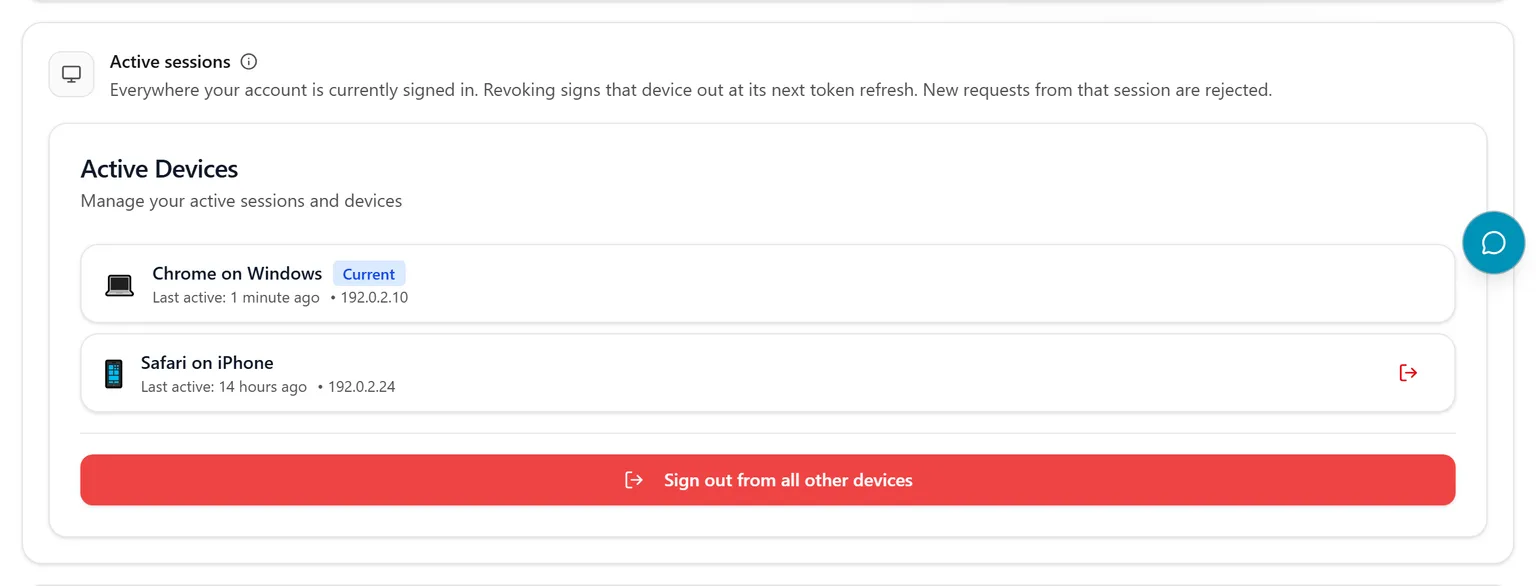 Active sessions
Everywhere your account is currently signed in. Revoking signs that device out at its next token refresh. New requests from that session are rejected.
Active Devices
Manage your active sessions and devices
Chrome on Windows Current
Last active: 1 minute ago • 192.0.2.10
Safari on iPhone
Last active: 14 hours ago • 192.0.2.24
Sign out from all other devices